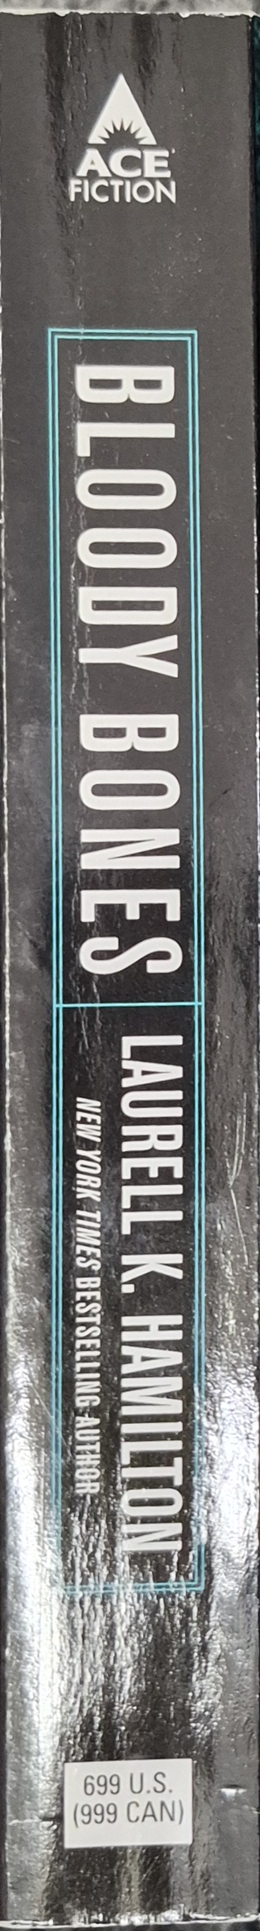 ACE
FICTION
BLOODY BONES
LAURELL K. HAMILTON
NEW YORK TIMES BESTSELLING AUTHOR
699 U.S.
(999 CAN)